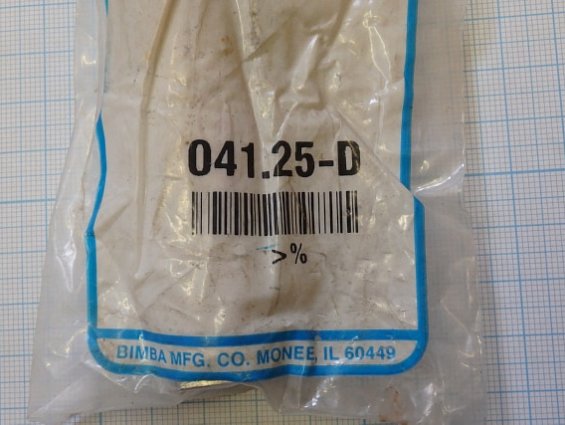 041.25-D
>%
BIMBA MFG. CO. MONEE, IL 60449